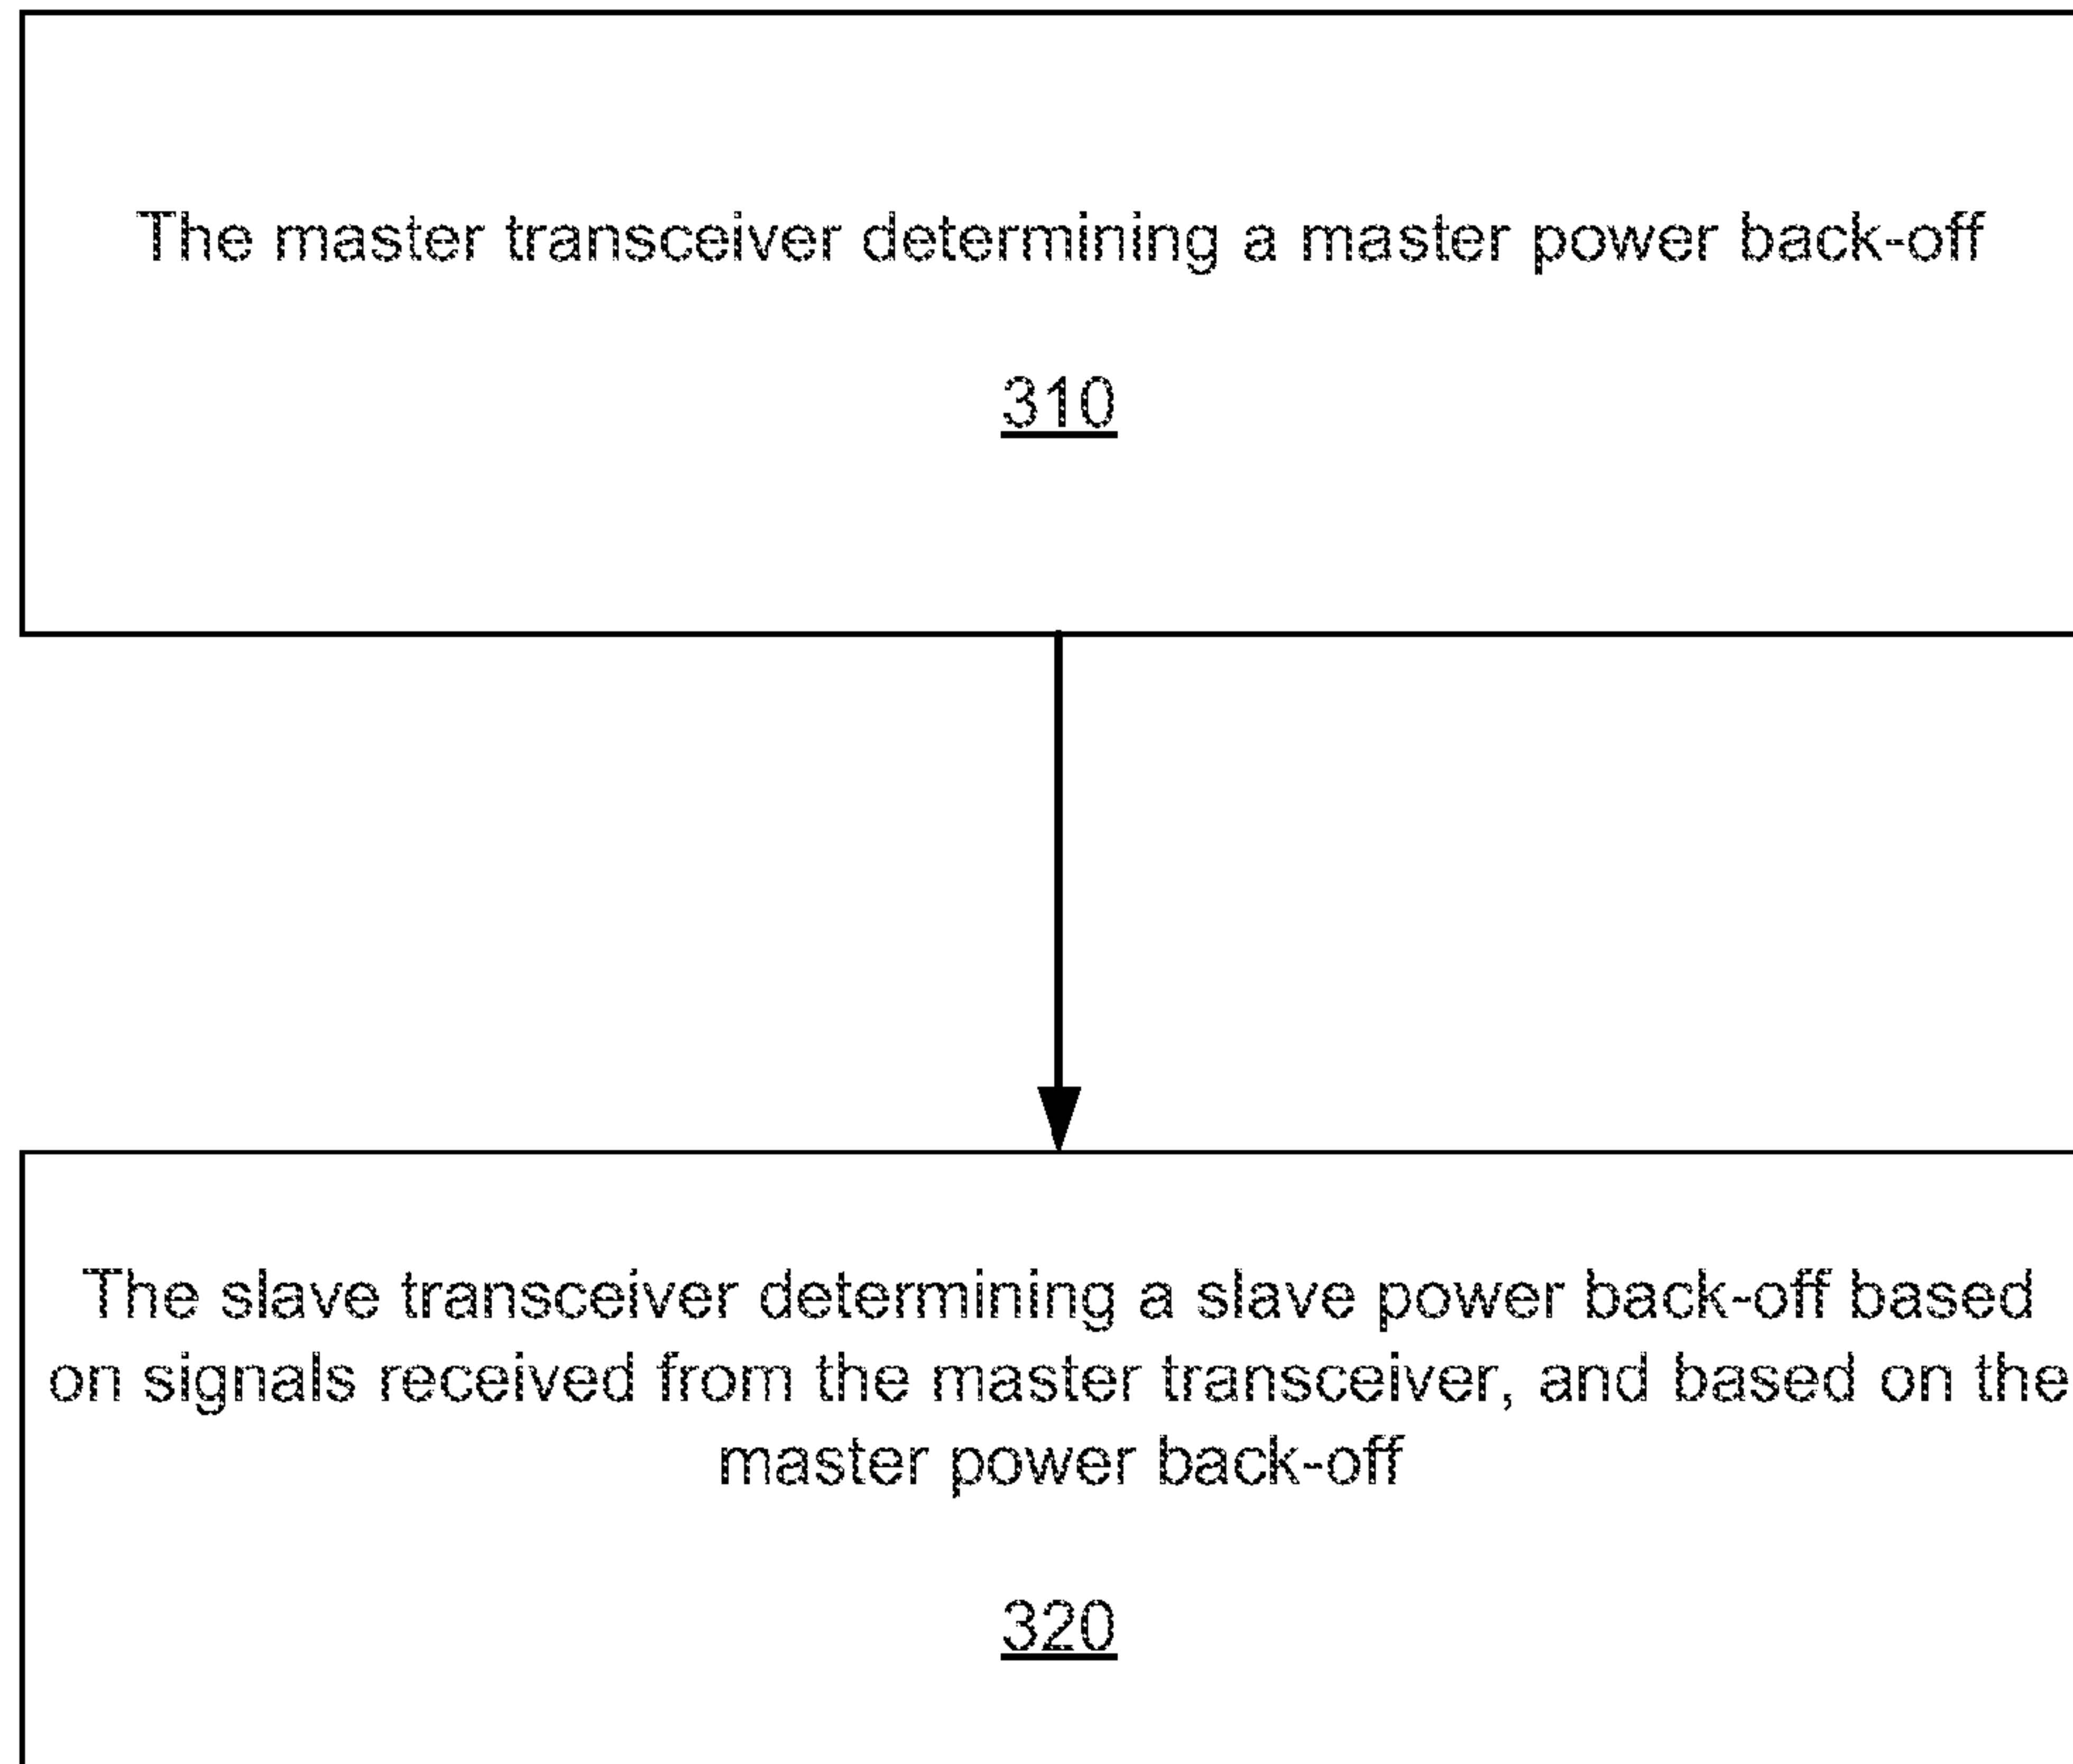 The master transceiver determining a master power back-off
310
The slave transceiver determining a slave power back-off based
on signals received from the master transceiver, and based on the
master power back-off
320